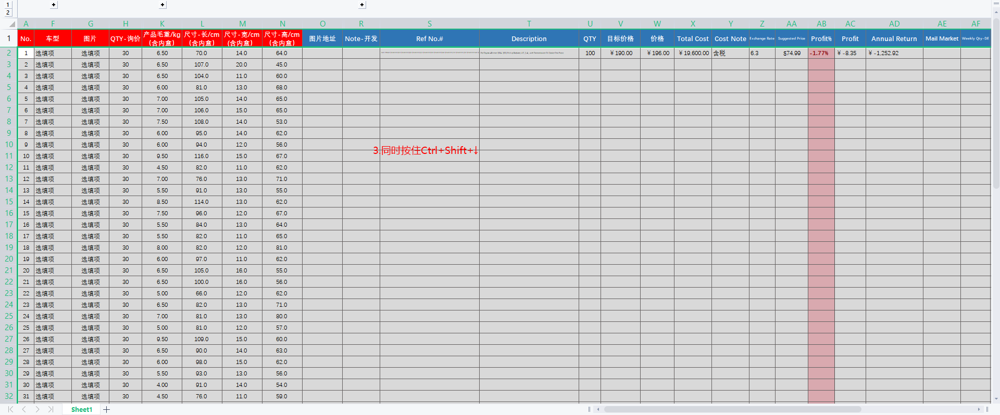 1
2
A F G H K L M N O R S T U V W X Y Z AA AB AC AD AE AF
1 No. 车型 图片 QTY-询价 产品毛重/kg (含内盒) 尺寸-长/cm (含内盒) 尺寸-宽/cm (含内盒) 尺寸-高/cm (含内盒) 图片地址 Note-开发 Ref No.# Description QTY 目标价格 价格 Total Cost Cost Note Exchange Rate Suggested Price Profit% Profit Annual Return Mail Market Weekly Qty-DE
2 1 选填项 选填项 30 6.50 70.0 14.0 64.0 100 ¥190.00 ¥196.00 ¥19,600.00 含税 6.3 $74.99 -1.77% ¥ -8.35 ¥ -1,252.92
3 2 选填项 选填项 30 6.50 107.0 20.0 45.0
4 3 选填项 选填项 30 6.50 104.0 11.0 60.0
5 4 选填项 选填项 30 6.00 81.0 13.0 68.0
6 5 选填项 选填项 30 7.00 105.0 14.0 65.0
7 6 选填项 选填项 30 7.00 106.0 15.0 65.0
8 7 选填项 选填项 30 7.50 108.0 14.0 53.0
9 8 选填项 选填项 30 6.00 95.0 14.0 62.0
10 9 选填项 选填项 30 6.00 94.0 12.0 56.0
3.同时按住Ctrl+Shift+↓
11 10 选填项 选填项 30 9.50 116.0 15.0 67.0
12 11 选填项 选填项 30 4.50 82.0 11.0 62.0
13 12 选填项 选填项 30 7.00 76.0 13.0 71.0
14 13 选填项 选填项 30 5.50 91.0 13.0 55.0
15 14 选填项 选填项 30 8.50 114.0 13.0 62.0
16 15 选填项 选填项 30 7.50 96.0 12.0 67.0
17 16 选填项 选填项 30 5.50 84.0 13.0 64.0
18 17 选填项 选填项 30 5.50 82.0 11.0 65.0
19 18 选填项 选填项 30 8.00 82.0 12.0 81.0
20 19 选填项 选填项 30 6.00 97.0 11.0 62.0
21 20 选填项 选填项 30 6.50 105.0 16.0 55.0
22 21 选填项 选填项 30 6.50 100.0 16.0 56.0
23 22 选填项 选填项 30 5.00 66.0 12.0 62.0
24 23 选填项 选填项 30 6.50 82.0 13.0 71.0
25 24 选填项 选填项 30 7.00 81.0 13.0 80.0
26 25 选填项 选填项 30 5.00 81.0 12.0 57.0
27 26 选填项 选填项 30 9.50 109.0 15.0 60.0
28 27 选填项 选填项 30 6.50 90.0 14.0 63.0
29 28 选填项 选填项 30 6.00 98.0 15.0 62.0
30 29 选填项 选填项 30 5.50 93.0 13.0 56.0
31 30 选填项 选填项 30 4.00 91.0 14.0 54.0
32 31 选填项 选填项 30 4.50 76.0 11.0 59.0
Sheet1